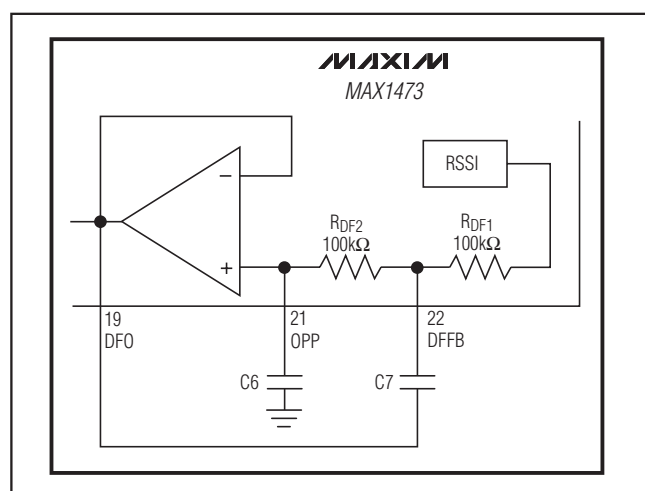 MAXIM
MAX1473
RSSI
RDF2
100kΩ
RDF1
100kΩ
−
+
19
DFO
21
OPP
22
DFFB
C6
C7